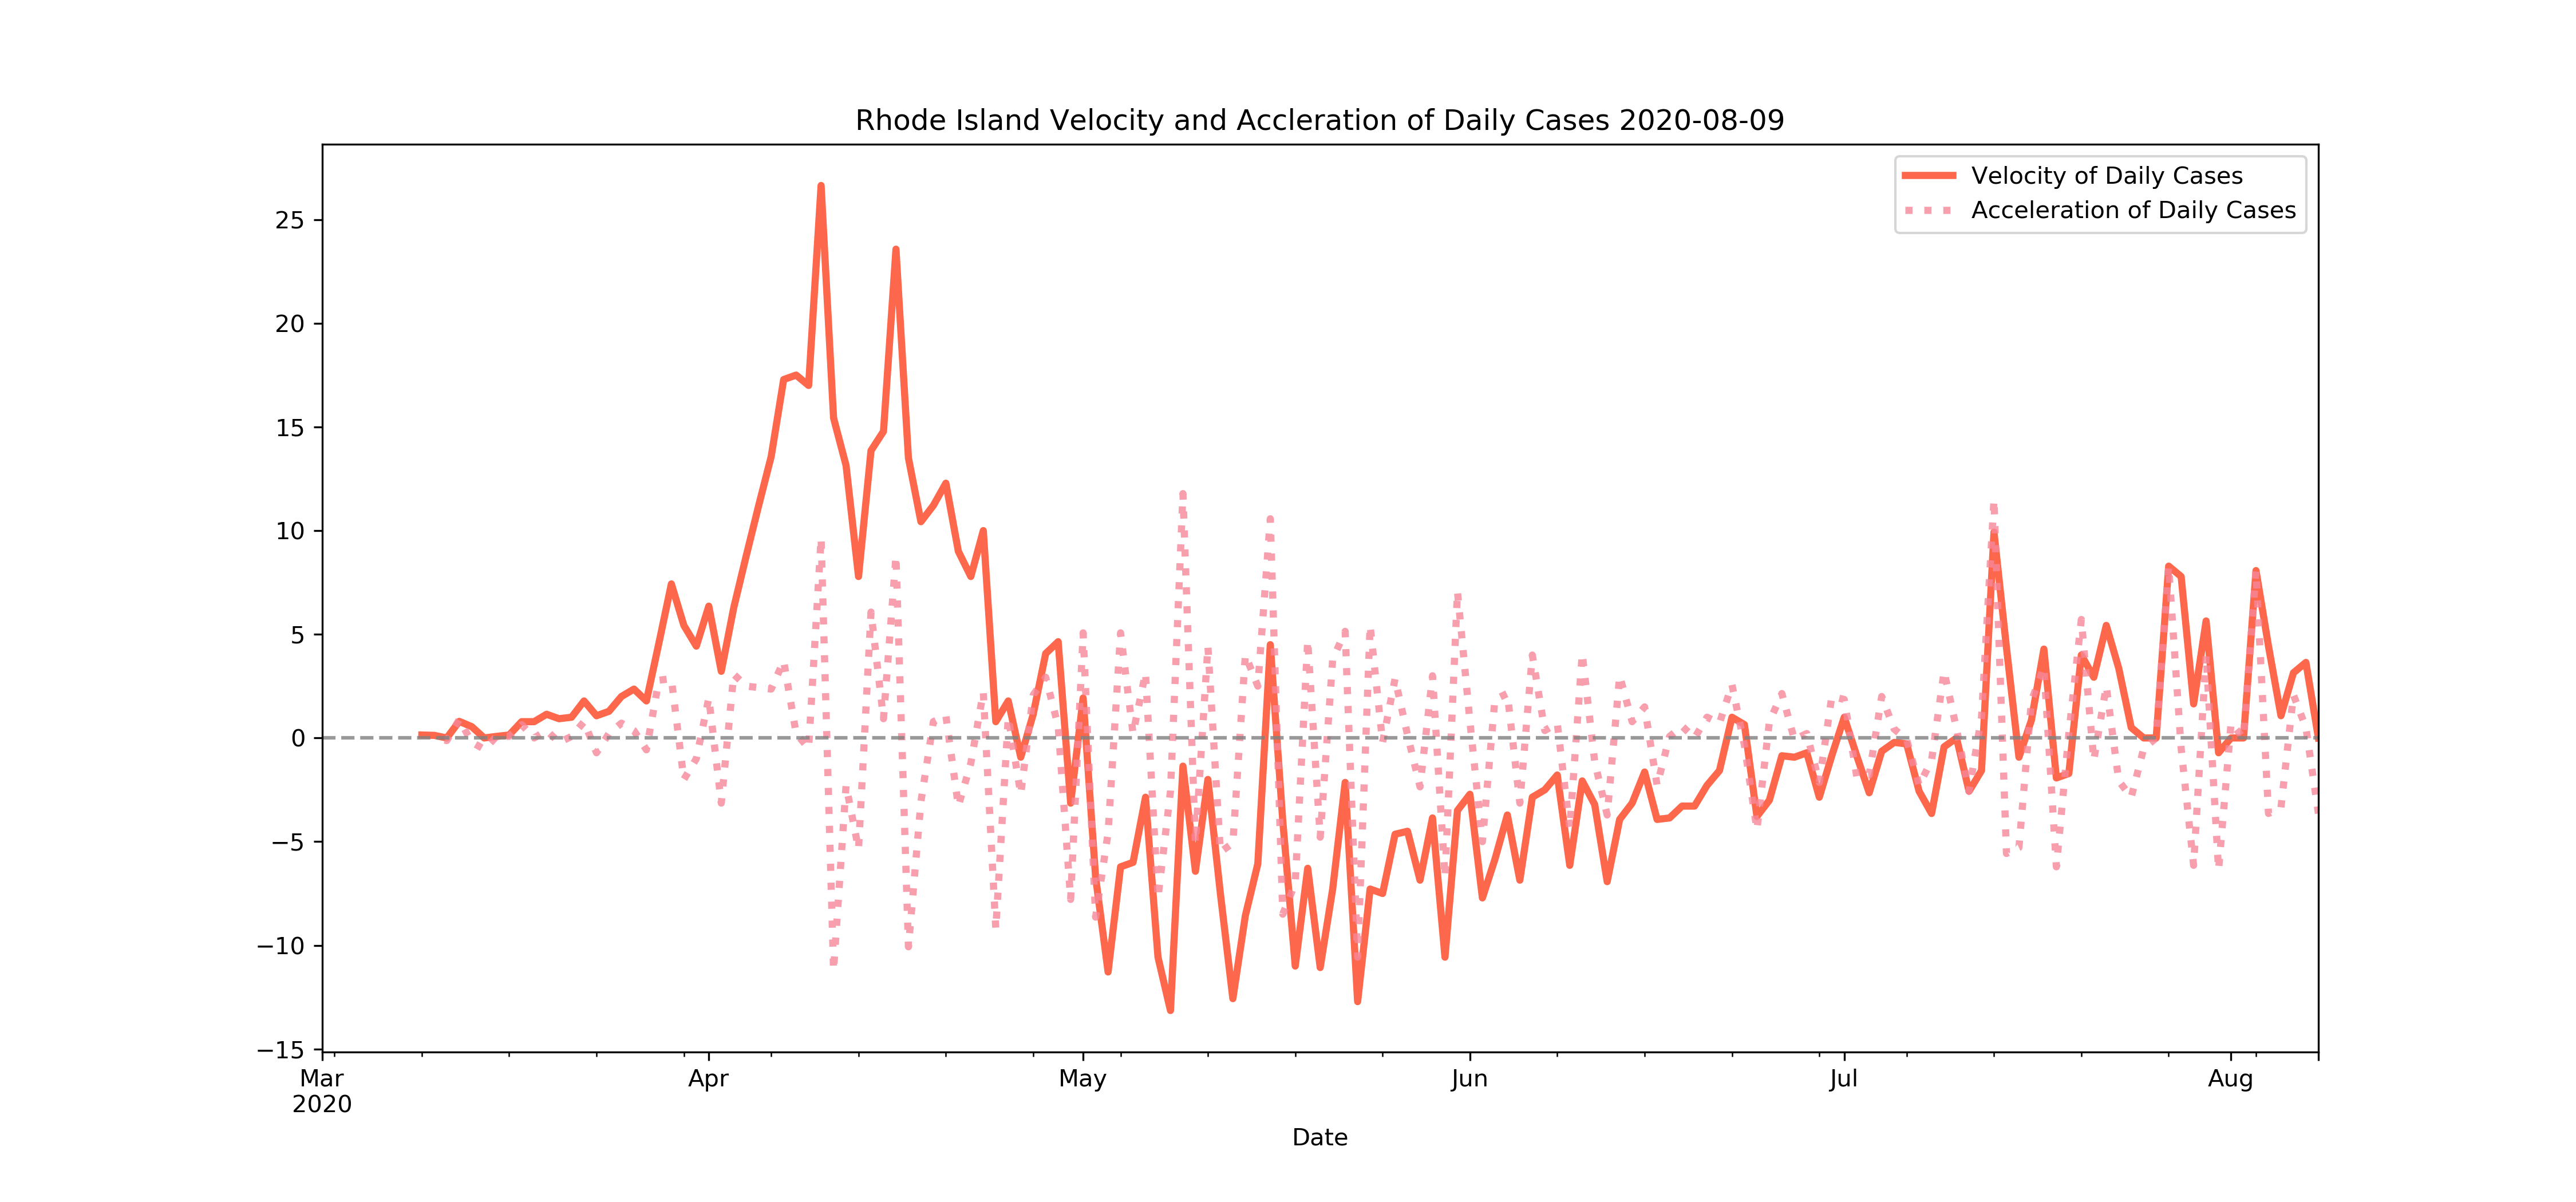 Rhode Island Velocity and Accleration of Daily Cases 2020-08-09
Velocity of Daily Cases
Acceleration of Daily Cases
25
20
15
10
5
0
−5
−10
−15
Mar Apr May Jun Jul Aug
2020
Date